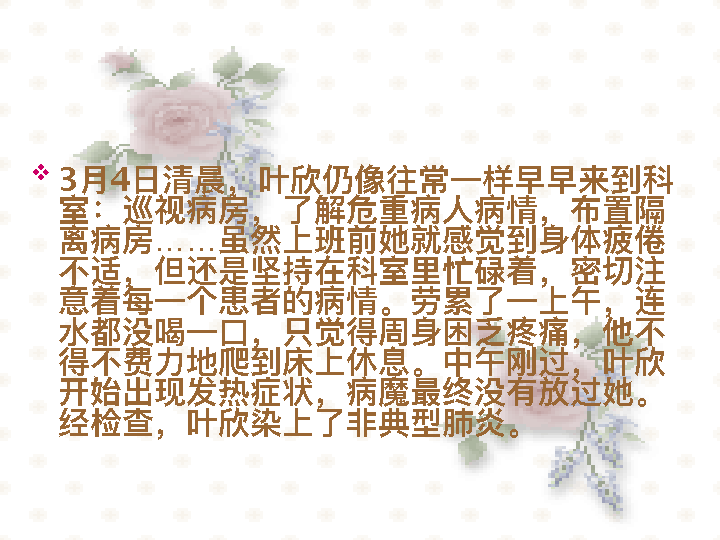 3月4日清晨，叶欣仍像往常一样早早来到科
室：巡视病房，了解危重病人病情，布置隔
离病房……虽然上班前她就感觉到身体疲倦
不适，但还是坚持在科室里忙碌着，密切注
意着每一个患者的病情。劳累了一上午，连
水都没喝一口，只觉得周身困乏疼痛，他不
得不费力地爬到床上休息。中午刚过，叶欣
开始出现发热症状，病魔最终没有放过她。
经检查，叶欣染上了非典型肺炎。